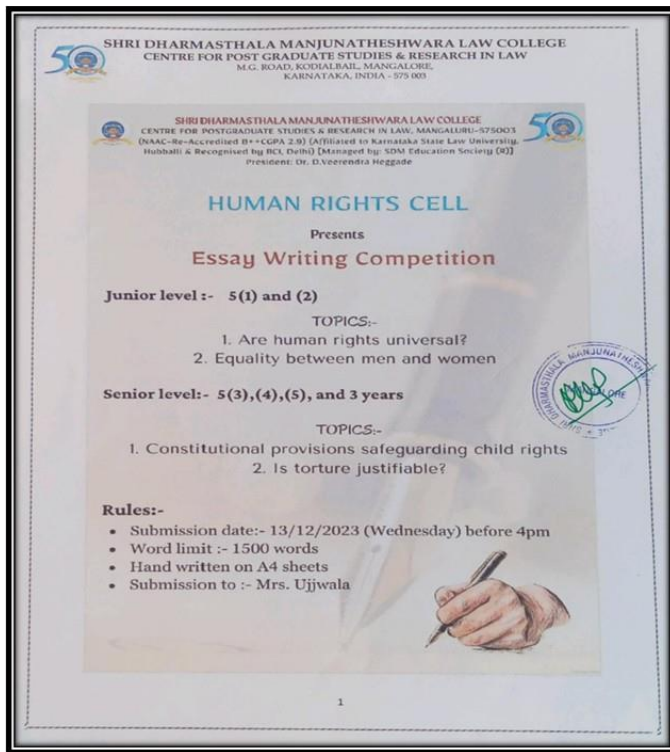 SHRI DHARMASTHALA MANJUNATHESHWARA LAW COLLEGE
CENTRE FOR POST GRADUATE STUDIES & RESEARCH IN LAW
M.G. ROAD, KODIALBAIL, MANGALORE,
KARNATAKA, INDIA - 575 003
SHRI DHARMASTHALA MANJUNATHESHWARA LAW COLLEGE
CENTRE FOR POSTGRADUATE STUDIES & RESEARCH IN LAW, MANGALURU-575003
(NAAC-Re-Accredited B++CGPA 2.9) (Affiliated to Karnataka State Law University,
Hubballi & Recognised by BCI, Delhi) [Managed by: SDM Education Society (R)]
President: Dr. D.Veerendra Heggade
HUMAN RIGHTS CELL
Presents
Essay Writing Competition
Junior level :- 5(1) and (2)
TOPICS:-
1. Are human rights universal?
2. Equality between men and women
Senior level:- 5(3),(4),(5), and 3 years
TOPICS:-
1. Constitutional provisions safeguarding child rights
2. Is torture justifiable?
Rules:-
• Submission date:- 13/12/2023 (Wednesday) before 4pm
• Word limit :- 1500 words
• Hand written on A4 sheets
• Submission to :- Mrs. Ujjwala
1